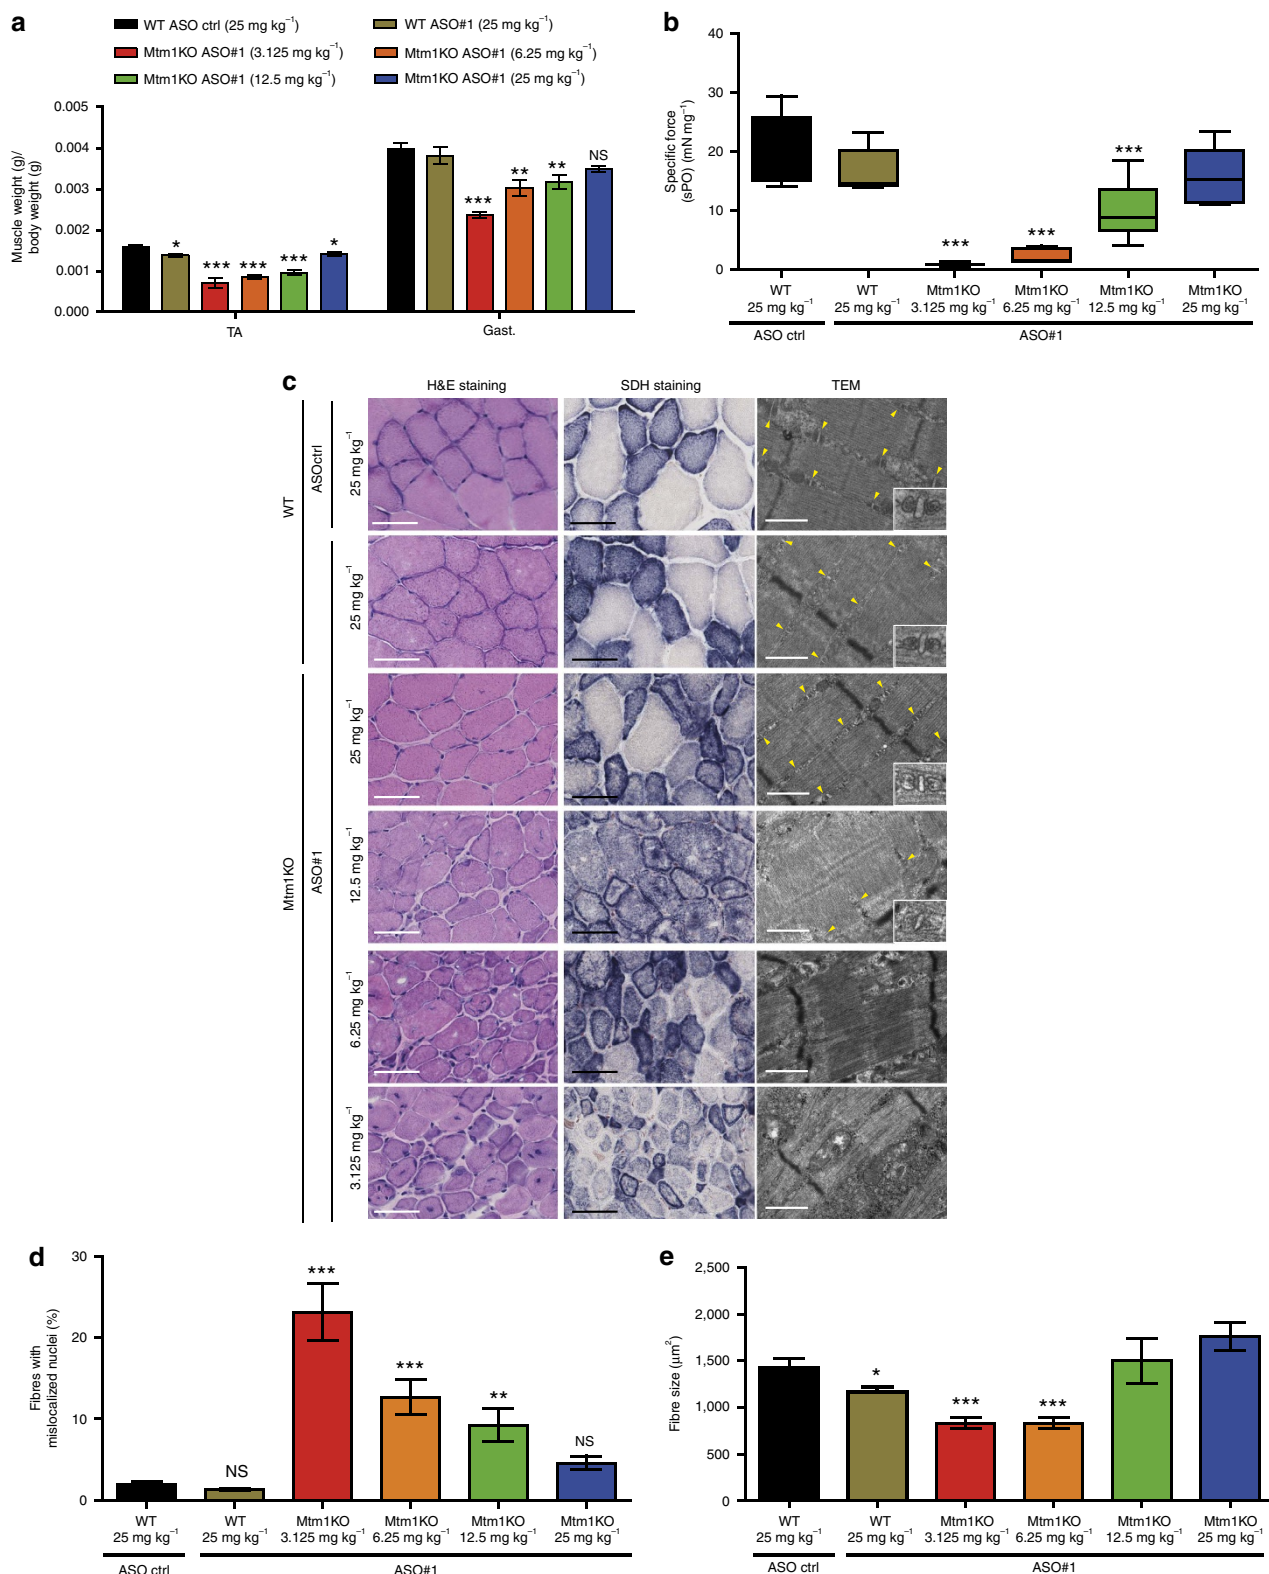 a
WT ASO ctrl (25 mg kg⁻¹)
WT ASO#1 (25 mg kg⁻¹)
Mtm1KO ASO#1 (3.125 mg kg⁻¹)
Mtm1KO ASO#1 (6.25 mg kg⁻¹)
Mtm1KO ASO#1 (12.5 mg kg⁻¹)
Mtm1KO ASO#1 (25 mg kg⁻¹)
Muscle weight (g)/
body weight (g)
0.005
0.004
0.003
0.002
0.001
0.000
* *** *** *** *
*** ** ** NS
TA Gast.
b
Specific force
(sPO) (mN mg⁻¹)
40
30
20
10
0
*** *** ***
WT WT Mtm1KO Mtm1KO Mtm1KO Mtm1KO
25 mg kg⁻¹ 25 mg kg⁻¹ 3.125 mg kg⁻¹ 6.25 mg kg⁻¹ 12.5 mg kg⁻¹ 25 mg kg⁻¹
ASO ctrl ASO#1
c
H&E staining SDH staining TEM
WT
ASOctrl
25 mg kg⁻¹
25 mg kg⁻¹
Mtm1KO
ASO#1
25 mg kg⁻¹
12.5 mg kg⁻¹
6.25 mg kg⁻¹
3.125 mg kg⁻¹
d
Fibres with
mislocalized nuclei (%)
30
20
10
0
NS *** *** ** NS
WT WT Mtm1KO Mtm1KO Mtm1KO Mtm1KO
25 mg kg⁻¹ 25 mg kg⁻¹ 3.125 mg kg⁻¹ 6.25 mg kg⁻¹ 12.5 mg kg⁻¹ 25 mg kg⁻¹
ASO ctrl ASO#1
e
Fibre size (µm²)
2,500
2,000
1,500
1,000
500
0
* *** ***
WT WT Mtm1KO Mtm1KO Mtm1KO Mtm1KO
25 mg kg⁻¹ 25 mg kg⁻¹ 3.125 mg kg⁻¹ 6.25 mg kg⁻¹ 12.5 mg kg⁻¹ 25 mg kg⁻¹
ASO ctrl ASO#1